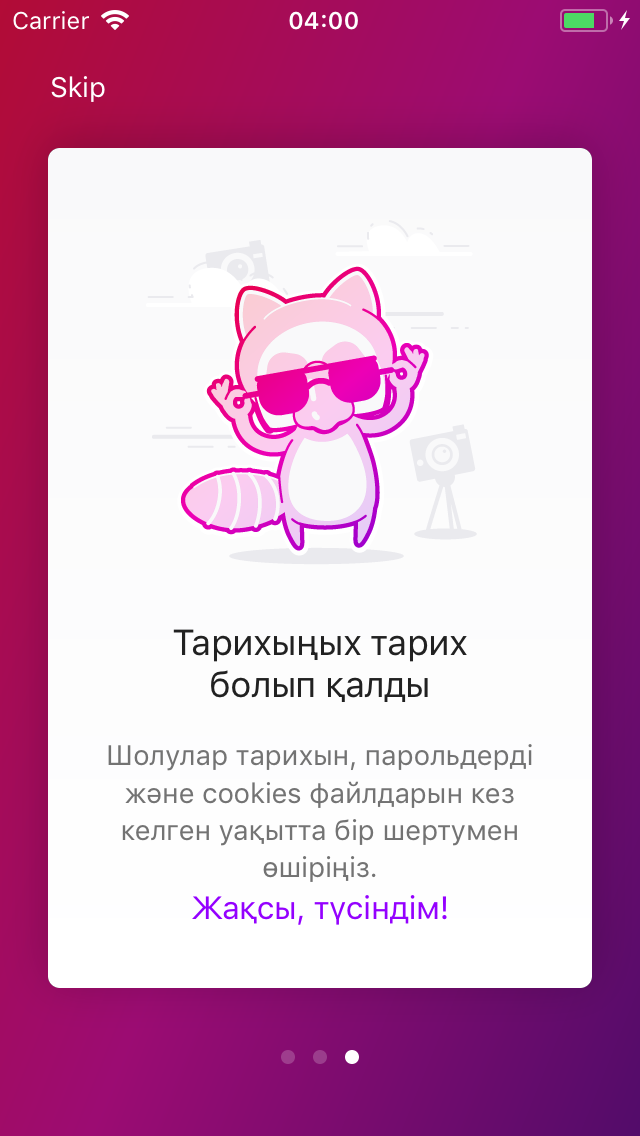 Carrier 04:00
Skip
Тарихыңых тарих
болып қалды
Шолулар тарихын, парольдерді
және cookies файлдарын кез
келген уақытта бір шертумен
өшіріңіз.
Жақсы, түсіндім!